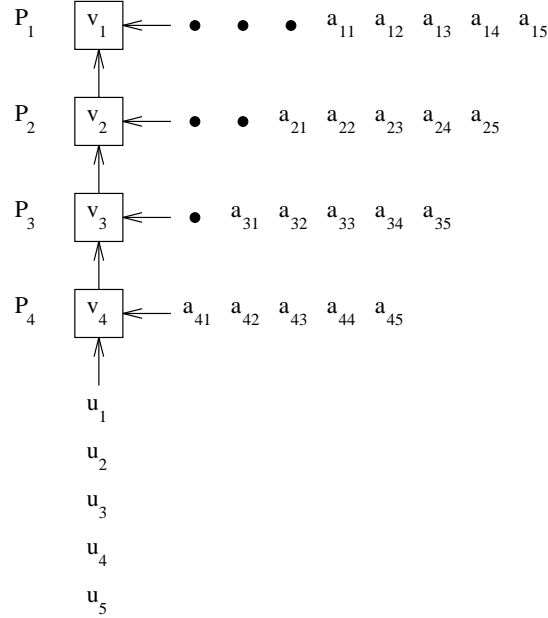 P1 v1 • • • a11 a12 a13 a14 a15
P2 v2 • • a21 a22 a23 a24 a25
P3 v3 • a31 a32 a33 a34 a35
P4 v4 a41 a42 a43 a44 a45
u1
u2
u3
u4
u5